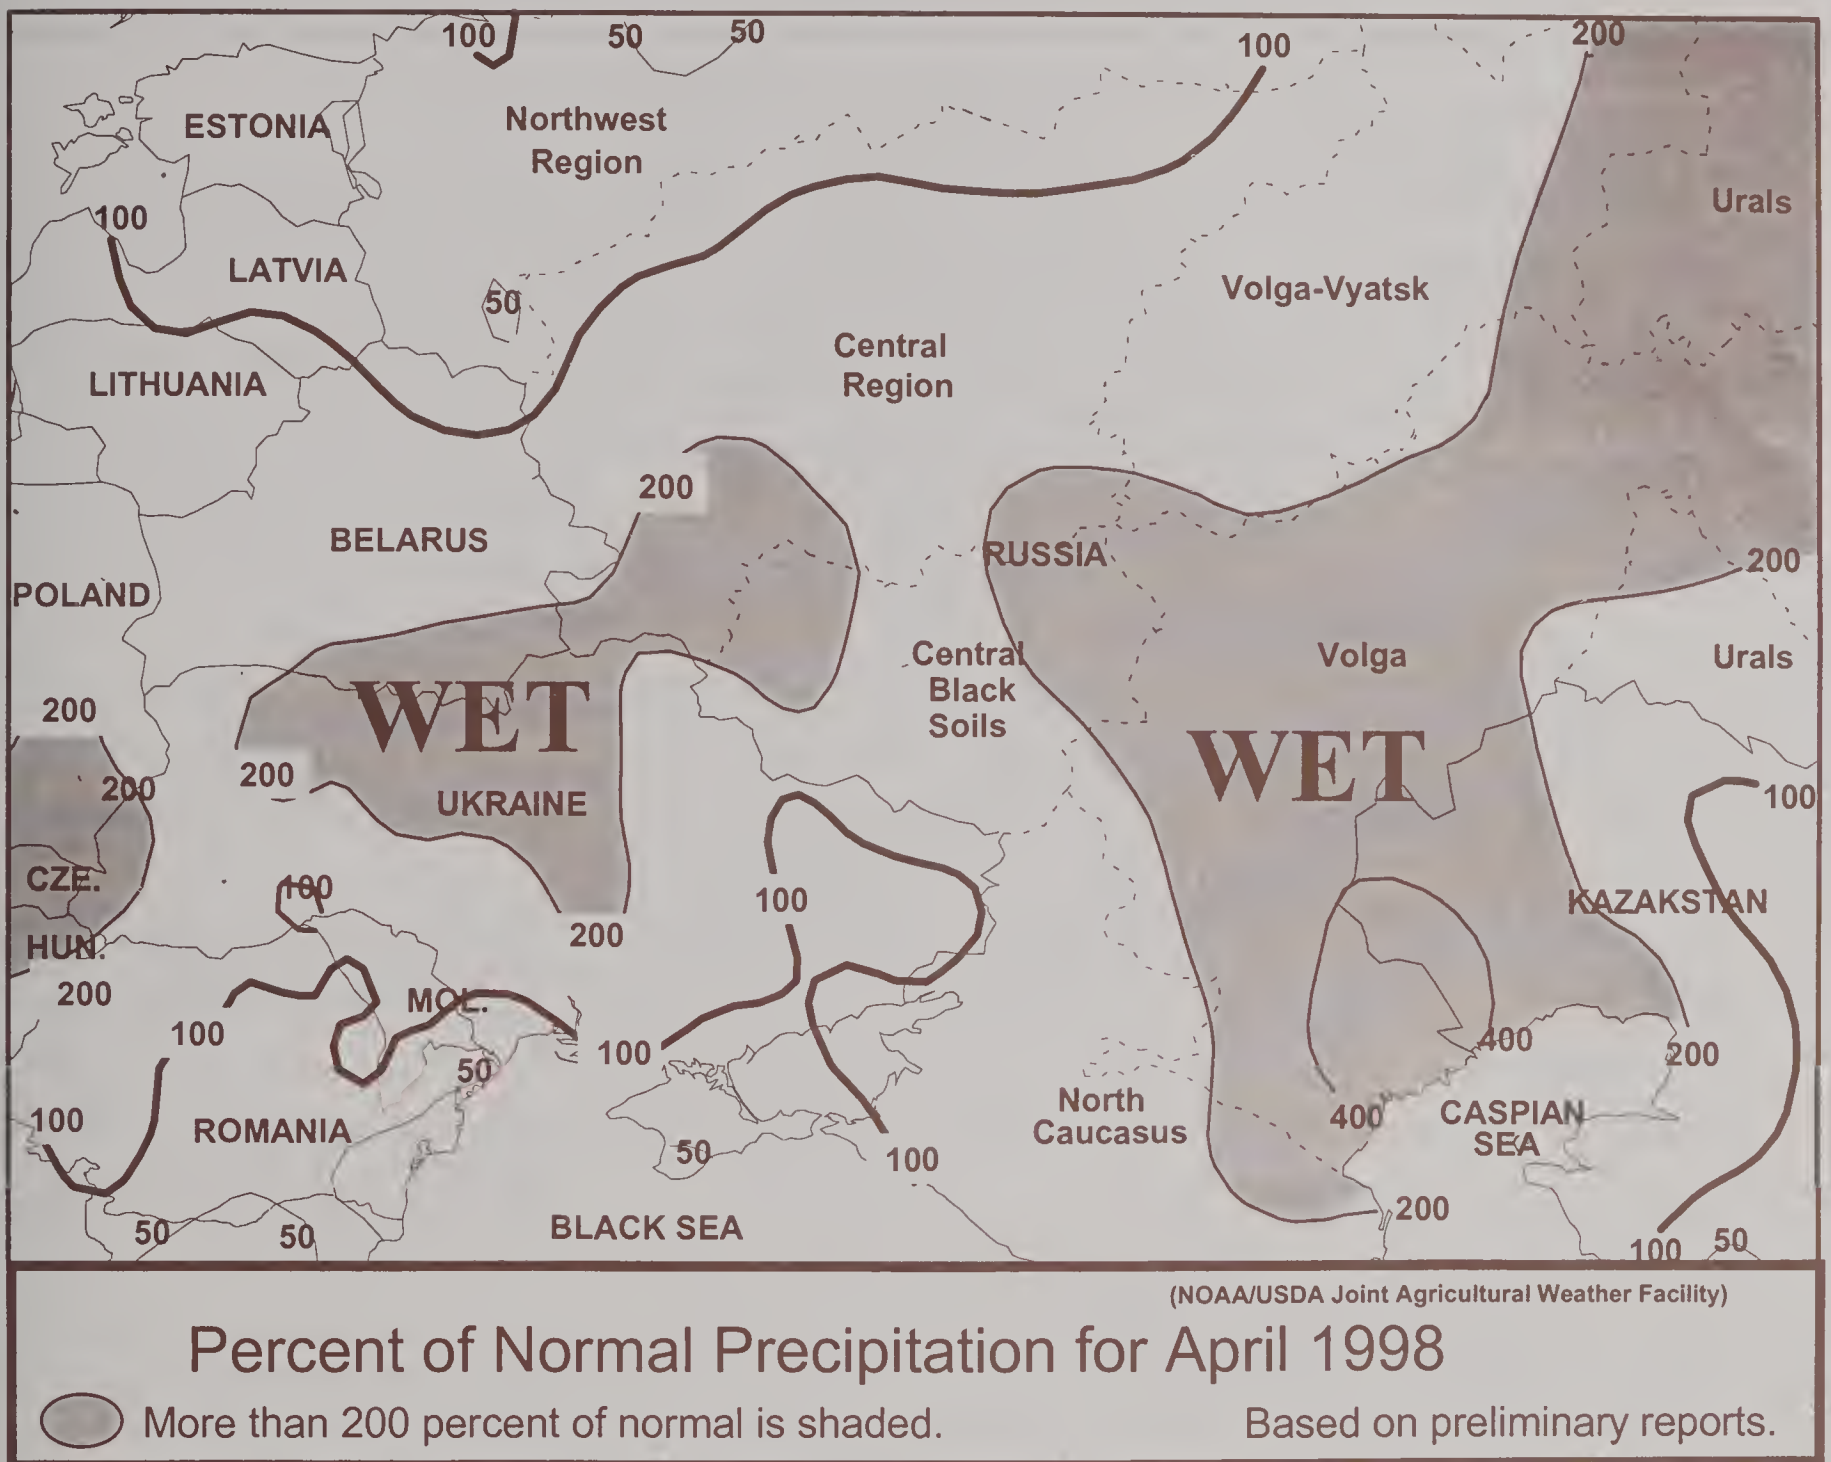 100
50
50
100
200
ESTONIA
Northwest
Region
Urals
100
LATVIA
50
Volga-Vyatsk
Central
Region
LITHUANIA
200
BELARUS
RUSSIA
200
POLAND
Central
Black
Soils
Volga
Urals
200
WET
WET
200
200
UKRAINE
100
CZE.
100
100
KAZAKSTAN
200
HUN.
200
MOL.
100
100
50
400
200
100
ROMANIA
50
North
Caucasus
400
CASPIAN
SEA
100
50
50
BLACK SEA
200
100
50
(NOAA/USDA Joint Agricultural Weather Facility)
Percent of Normal Precipitation for April 1998
More than 200 percent of normal is shaded.
Based on preliminary reports.